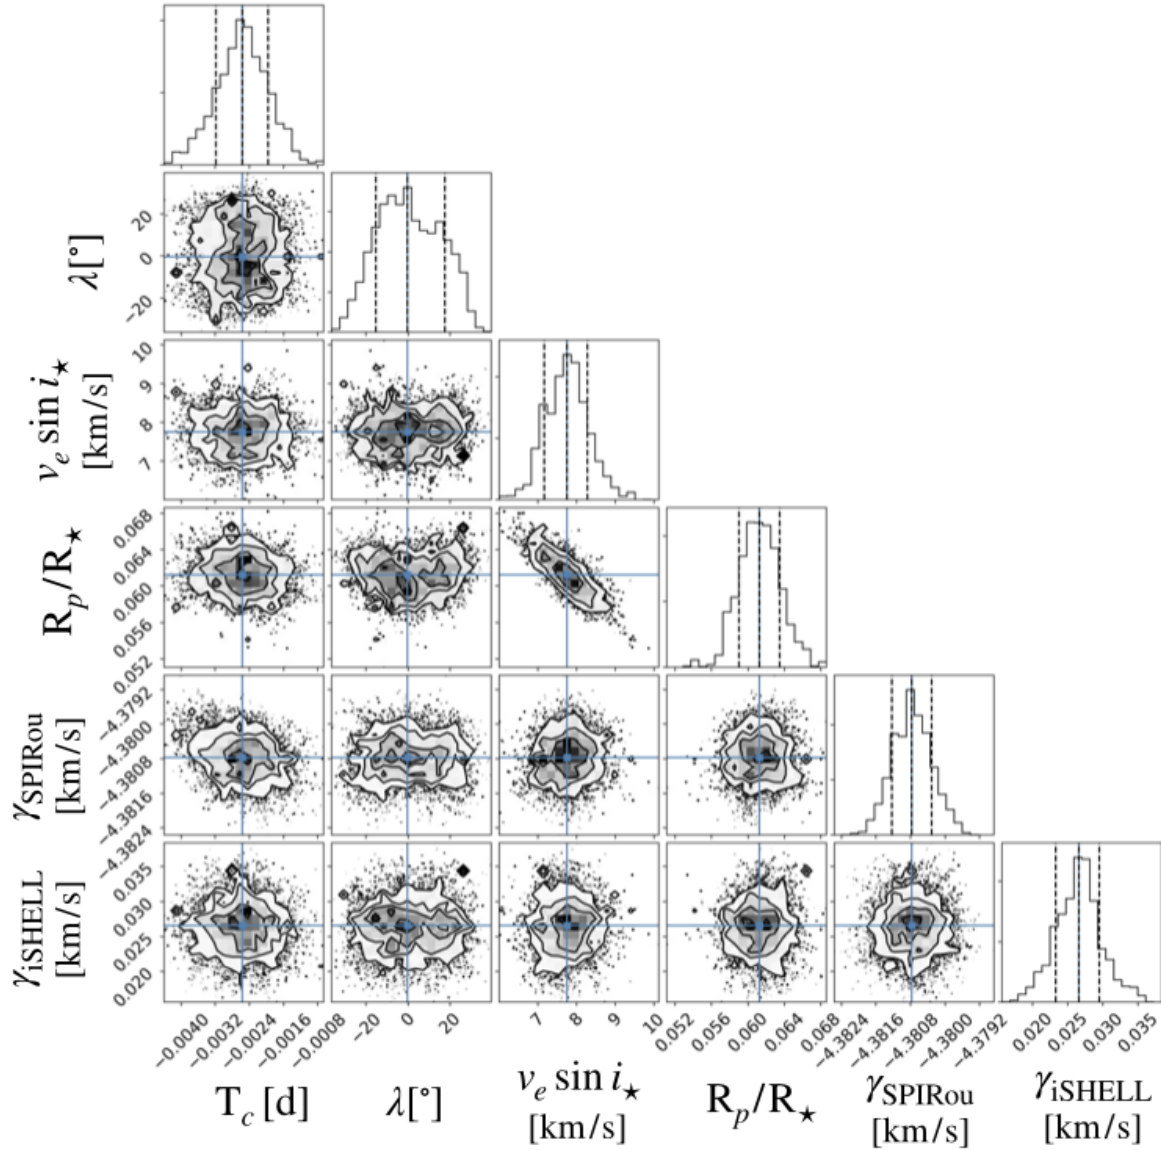 λ[°]
20
0
−20
v_e sin i_★
[km/s]
10
9
8
7
R_p/R_★
0.068
0.064
0.060
0.056
0.052
γ_SPIRou
[km/s]
−4.3792
−4.3800
−4.3808
−4.3816
−4.3824
γ_iSHELL
[km/s]
0.035
0.030
0.025
0.020
−0.0040 −0.0032 −0.0024 −0.0016 −0.0008 −20 0 20 7 8 9 10 0.052 0.056 0.060 0.064 0.068 −4.3824 −4.3816 −4.3808 −4.3800 −4.3792 0.020 0.025 0.030 0.035
T_c [d] λ[°] v_e sin i_★ R_p/R_★ γ_SPIRou γ_iSHELL
[km/s] [km/s] [km/s]